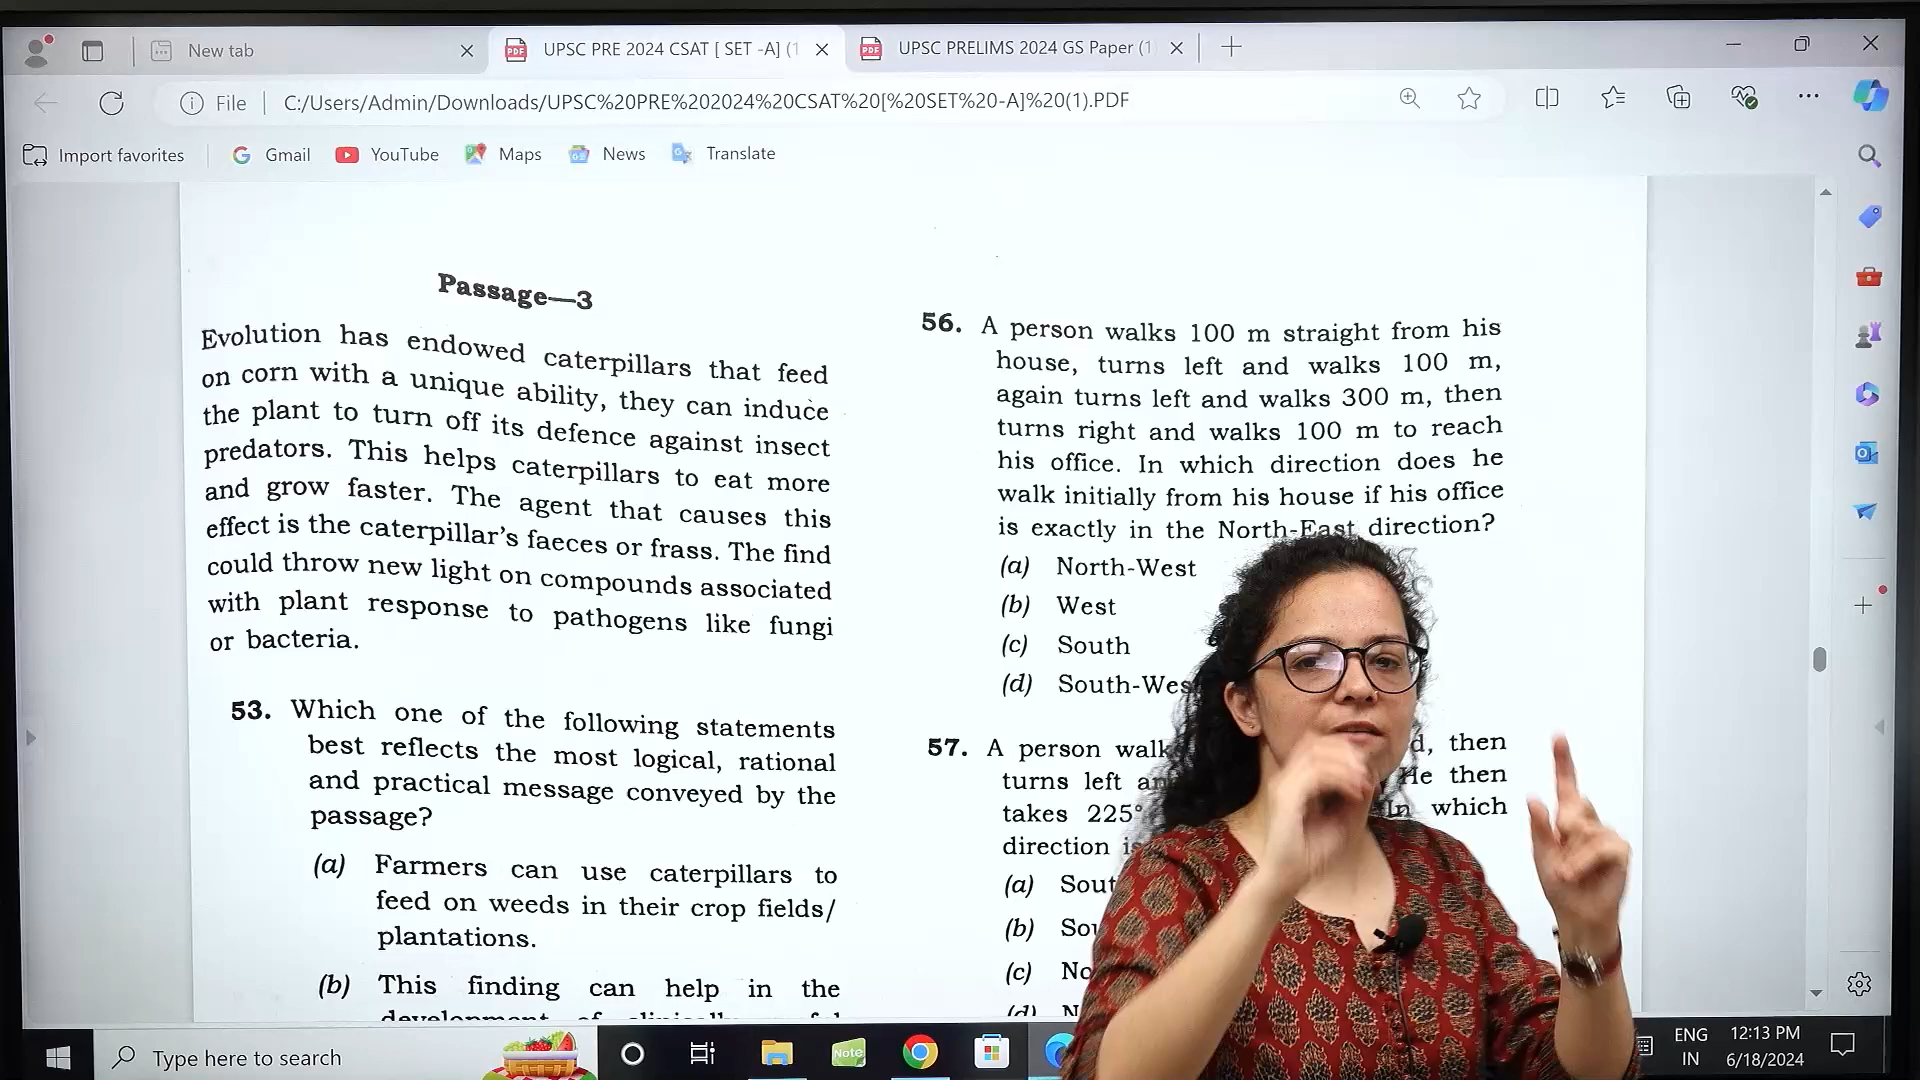 New tab
UPSC PRE 2024 CSAT [ SET -A] (1
UPSC PRELIMS 2024 GS Paper (1
File
C:/Users/Admin/Downloads/UPSC%20PRE%202024%20CSAT%20[%20SET%20-A]%20(1).PDF
Import favorites
Gmail
YouTube
Maps
News
Translate
Passage—3
Evolution has endowed caterpillars that feed
on corn with a unique ability, they can induce
the plant to turn off its defence against insect
predators. This helps caterpillars to eat more
and grow faster. The agent that causes this
effect is the caterpillar's faeces or frass. The find
could throw new light on compounds associated
with plant response to pathogens like fungi
or bacteria.
53. Which one of the following statements
best reflects the most logical, rational
and practical message conveyed by the
passage?
(a) Farmers can use caterpillars to
feed on weeds in their crop fields/
plantations.
(b) This finding can help in the
56. A person walks 100 m straight from his
house, turns left and walks 100 m,
again turns left and walks 300 m, then
turns right and walks 100 m to reach
his office. In which direction does he
walk initially from his house if his office
is exactly in the North-East direction?
(a) North-West
(b) West
(c) South
(d) South-Wes
57. A person walk d, then
turns left an He then
takes 225° In which
direction is
(a) Sout
(b) Sou
(c) No
(d) N
Type here to search
Note
ENG
IN
12:13 PM
6/18/2024